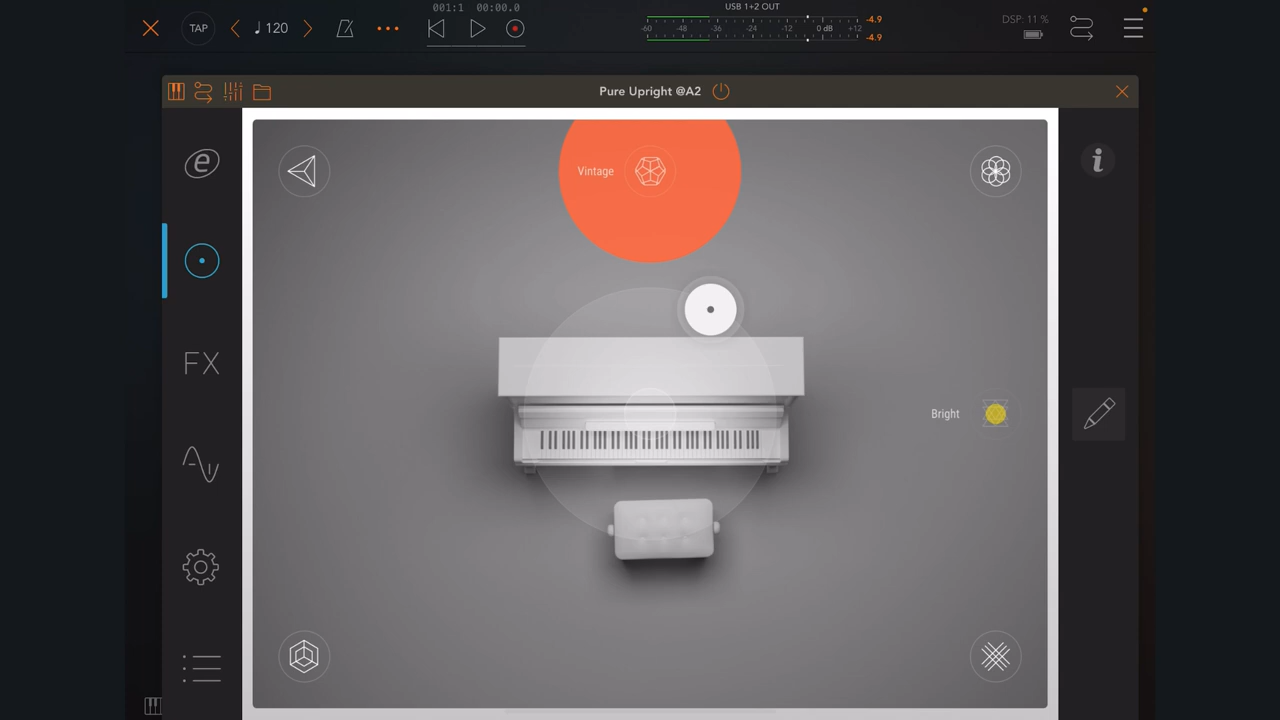 001:1 00:00.0
USB 1+2 OUT
TAP
120
-60 -48 -36 -24 -12 0 dB +12
-4.9
-4.9
DSP: 11 %
Pure Upright @A2
e
i
Vintage
FX
Bright